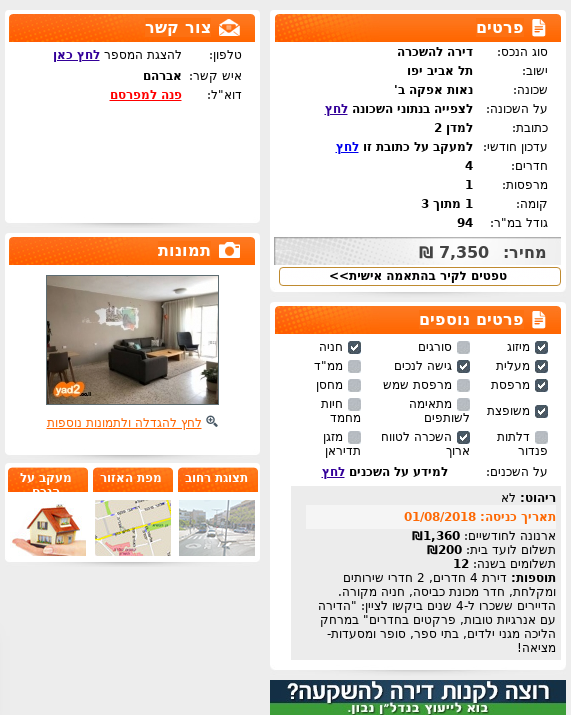 פרטים
סוג הנכס: דירה להשכרה
ישוב: תל אביב יפו
שכונה: נאות אפקה ב'
על השכונה: לצפייה בנתוני השכונה לחץ
כתובת: למדן 2
עדכון חודשי: למעקב על כתובת זו לחץ
חדרים: 4
מרפסות: 1
קומה: 1 מתוך 3
גודל במ"ר: 94
מחיר: 7,350 ₪
טפטים לקיר בהתאמה אישית>>
פרטים נוספים
מיזוג סורגים חניה
מעלית גישה לנכים ממ"ד
מרפסת מרפסת שמש מחסן
משופצת מתאימה לשותפים חיות מחמד
דלתות פנדור השכרה לטווח ארוך מזגן תדיראן
על השכנים: למידע על השכנים לחץ
ריהוט: לא
תאריך כניסה: 01/08/2018
ארנונה לחודשיים: 1,360₪
תשלום לועד בית: 200₪
תשלומים בשנה: 12
תוספות: דירת 4 חדרים, 2 חדרי שירותים
ומקלחת, חדר מכונת כביסה, חניה מקורה.
הדיירים ששכרו ל-4 שנים ביקשו לציין: "הדירה
עם אנרגיות טובות, פרקטים בחדרים" במרחק
הליכה מגני ילדים, בתי ספר, סופר ומסעדות-
מציאה!
רוצה לקנות דירה להשקעה?
בוא לייעוץ בנדל"ן נבון.
צור קשר
טלפון: להצגת המספר לחץ כאן
איש קשר: אברהם
דוא"ל: פנה למפרסם
תמונות
yad2
לחץ להגדלה ולתמונות נוספות
תצוגת רחוב
מפת האזור
מעקב על
הנכס